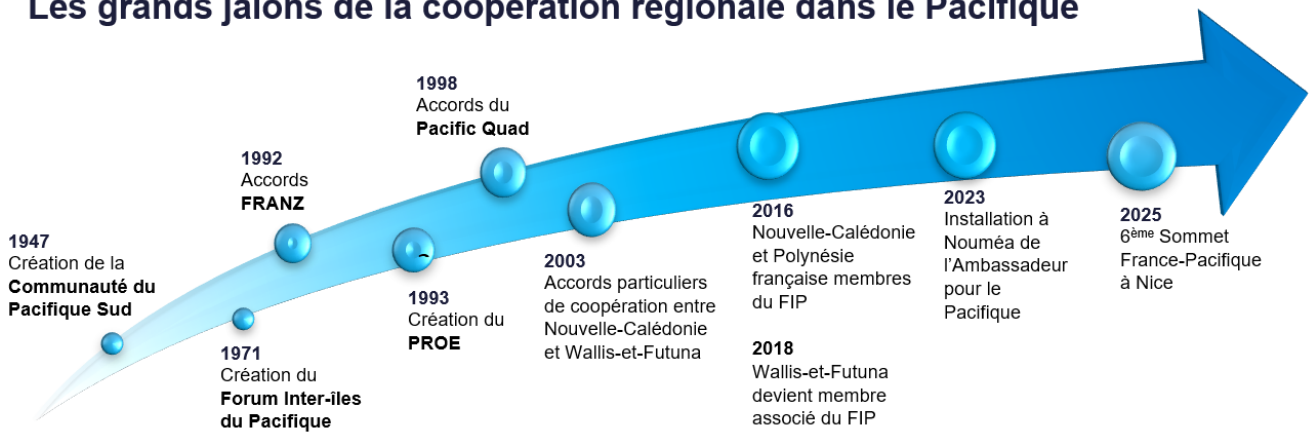 Les grands jalons de la coopération régionale dans le Pacifique
1947
Création de la
Communauté du
Pacifique Sud
1971
Création du
Forum Inter-îles
du Pacifique
1992
Accords
FRANZ
1993
Création du
PROE
1998
Accords du
Pacific Quad
2003
Accords particuliers
de coopération entre
Nouvelle-Calédonie
et Wallis-et-Futuna
2016
Nouvelle-Calédonie
et Polynésie
française membres
du FIP
2018
Wallis-et-Futuna
devient membre
associé du FIP
2023
Installation à
Nouméa de
l’Ambassadeur
pour le
Pacifique
2025
6ème Sommet
France-Pacifique
à Nice